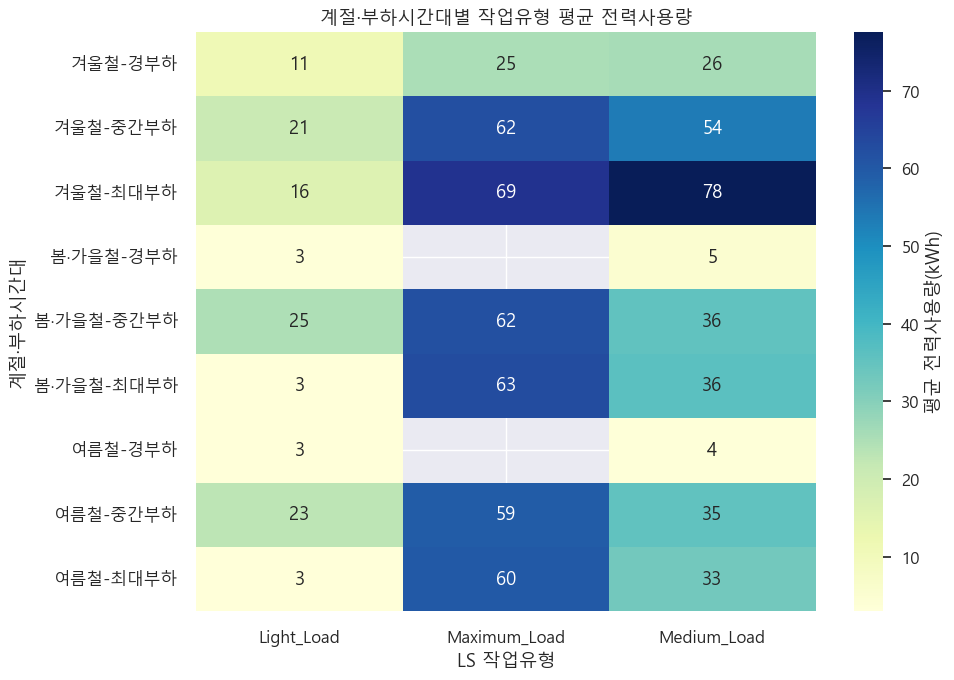 계절·부하시간대별 작업유형 평균 전력사용량
계절·부하시간대
겨울철-경부하 11 25 26
겨울철-중간부하 21 62 54
겨울철-최대부하 16 69 78
봄·가을철-경부하 3 5
봄·가을철-중간부하 25 62 36
봄·가을철-최대부하 3 63 36
여름철-경부하 3 4
여름철-중간부하 23 59 35
여름철-최대부하 3 60 33
Light_Load Maximum_Load Medium_Load
LS 작업유형
70
60
50
40
30
20
10
평균 전력사용량(kWh)